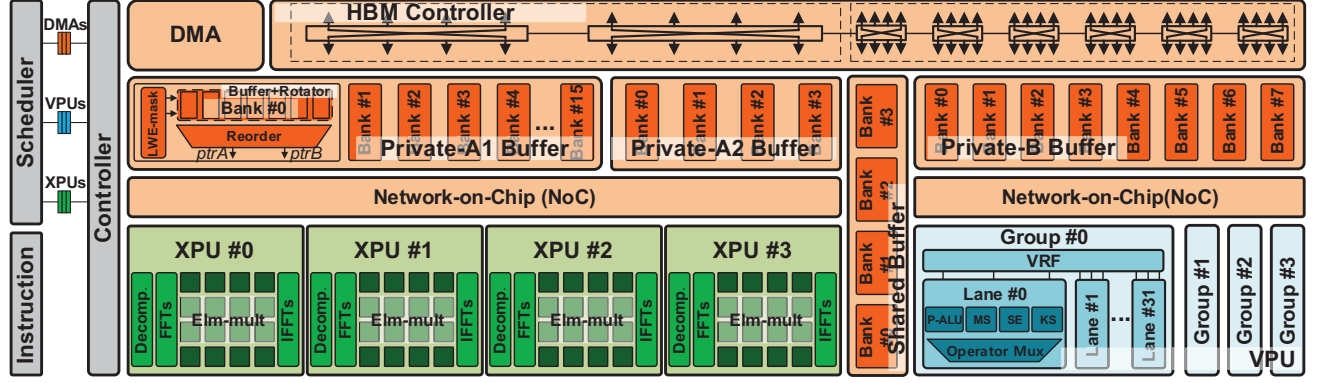 Scheduler
Instruction
DMAs
VPUs
XPUs
Controller
DMA
HBM Controller
LWE-mask
Buffer+Rotator
Bank #0
Reorder
ptrA
ptrB
Bank #1
Bank #2
Bank #3
Bank #4
...
Bank #15
Private-A1 Buffer
Bank #0
Bank #1
Bank #2
Bank #3
Private-A2 Buffer
Bank #3
Bank #2
Bank #1
Bank #0
Shared Buffer
Bank #0
Bank #1
Bank #2
Bank #3
Bank #4
Bank #5
Bank #6
Bank #7
Private-B Buffer
Network-on-Chip (NoC)
Network-on-Chip(NoC)
XPU #0
Decomp.
FFTs
Elm-mult
IFFTs
XPU #1
Decomp.
FFTs
Elm-mult
IFFTs
XPU #2
Decomp.
FFTs
Elm-mult
IFFTs
XPU #3
Decomp.
FFTs
Elm-mult
IFFTs
Group #0
VRF
Lane #0
P-ALU
MS
SE
KS
Operator Mux
Lane #1
...
Lane #31
Group #1
Group #2
Group #3
VPU